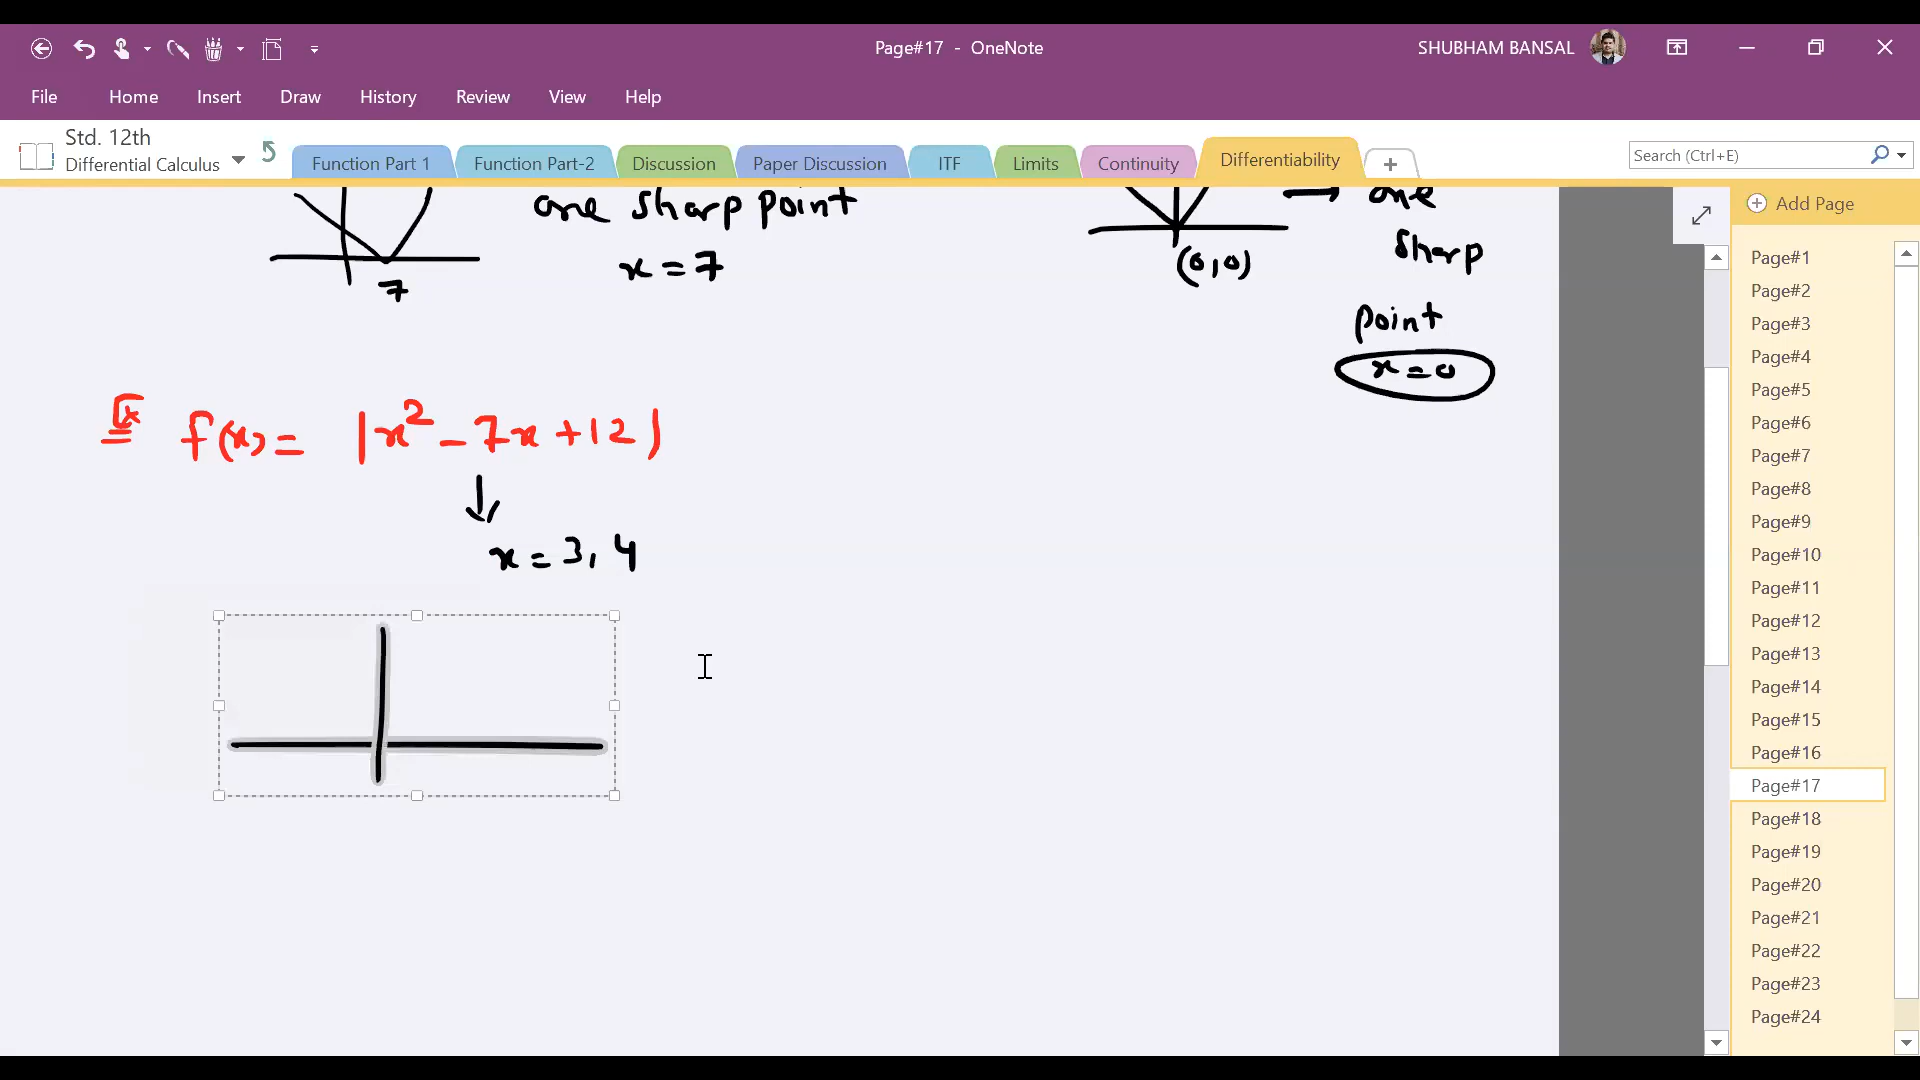 Page#17 - OneNote
SHUBHAM BANSAL
File Home Insert Draw History Review View Help
Std. 12th
Differential Calculus
Function Part 1 Function Part-2 Discussion Paper Discussion ITF Limits Continuity Differentiability
Search (Ctrl+E)
one sharp point
x = 7
7
one
sharp
point
x = 0
(0,0)
Ex f(x) = |x² - 7x + 12|
x = 3, 4
Add Page
Page#1
Page#2
Page#3
Page#4
Page#5
Page#6
Page#7
Page#8
Page#9
Page#10
Page#11
Page#12
Page#13
Page#14
Page#15
Page#16
Page#17
Page#18
Page#19
Page#20
Page#21
Page#22
Page#23
Page#24